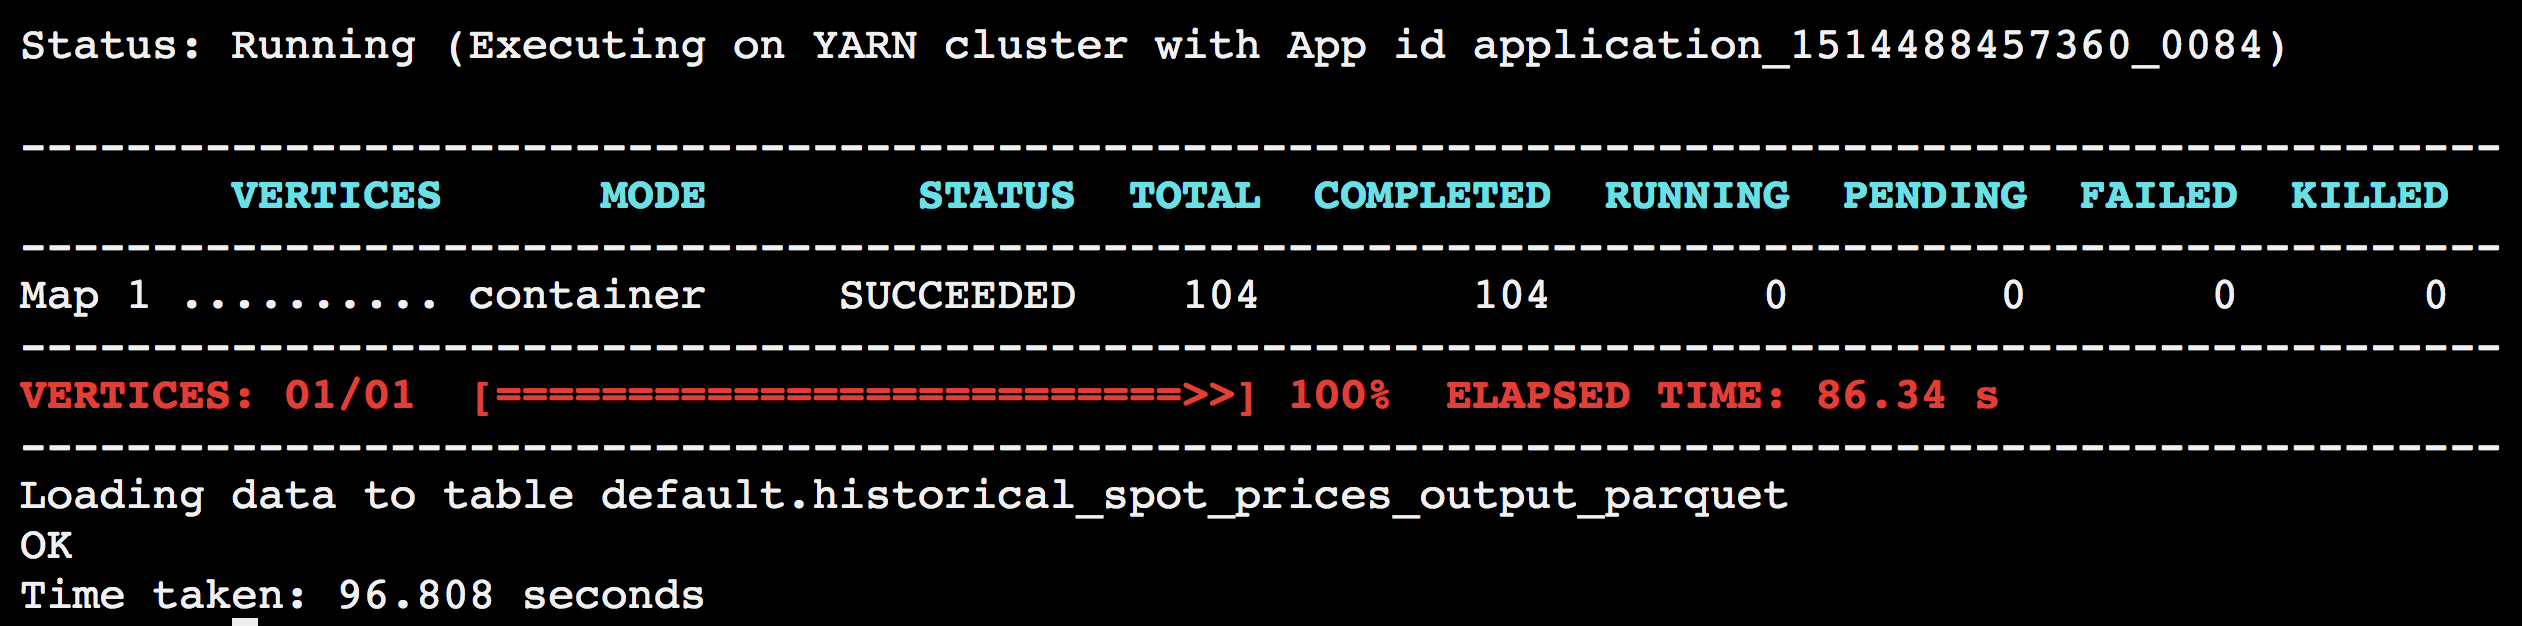 Status: Running (Executing on YARN cluster with App id application_1514488457360_0084)
----------------------------------------------------------------------------------------------
        VERTICES      MODE        STATUS  TOTAL  COMPLETED  RUNNING  PENDING  FAILED  KILLED
----------------------------------------------------------------------------------------------
Map 1 .......... container     SUCCEEDED    104        104        0        0       0       0
----------------------------------------------------------------------------------------------
VERTICES: 01/01  [==========================>>] 100%  ELAPSED TIME: 86.34 s
----------------------------------------------------------------------------------------------
Loading data to table default.historical_spot_prices_output_parquet
OK
Time taken: 96.808 seconds